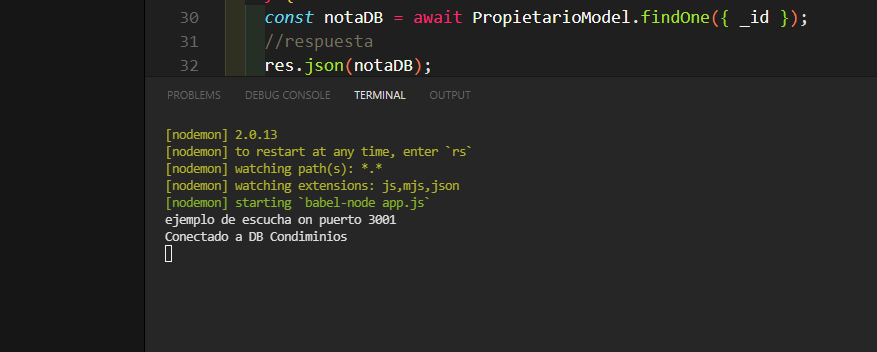 30 const notaDB = await PropietarioModel.findOne({ _id });
31 //respuesta
32 res.json(notaDB);
PROBLEMS DEBUG CONSOLE TERMINAL OUTPUT
[nodemon] 2.0.13
[nodemon] to restart at any time, enter `rs`
[nodemon] watching path(s): *.*
[nodemon] watching extensions: js,mjs,json
[nodemon] starting `babel-node app.js`
ejemplo de escucha on puerto 3001
Conectado a DB Condiminios